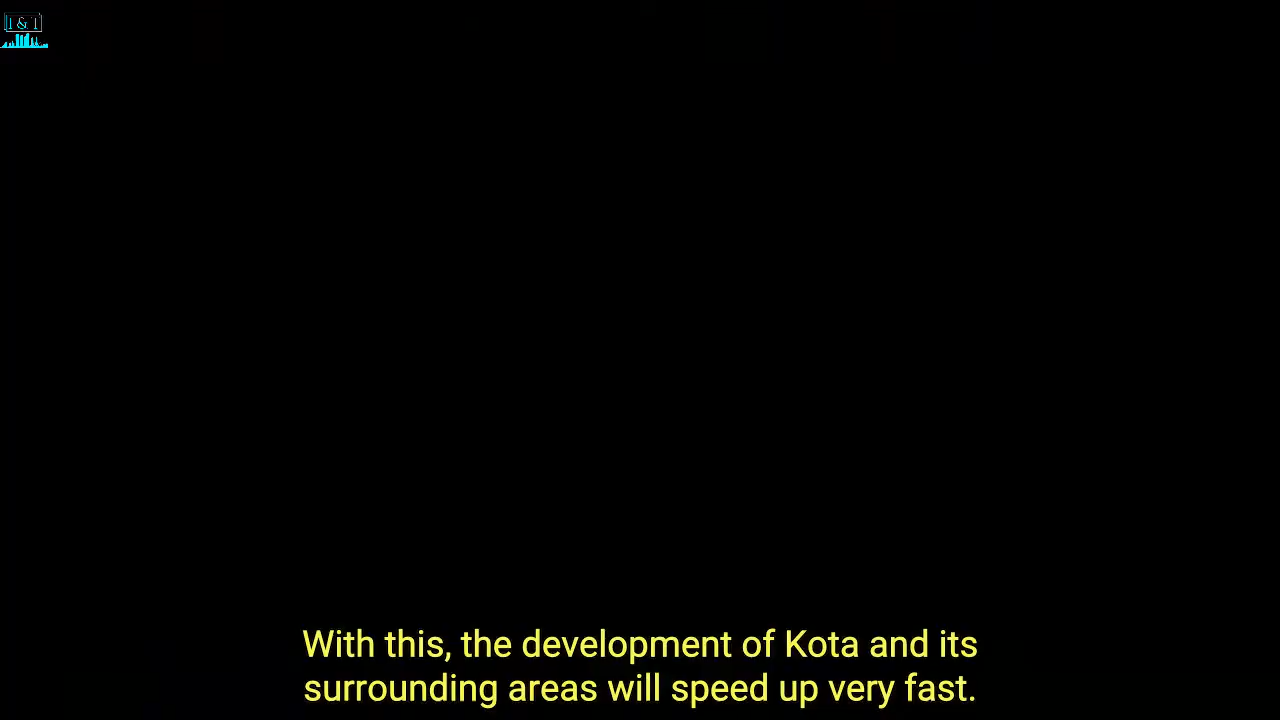 I & I
With this, the development of Kota and its
surrounding areas will speed up very fast.